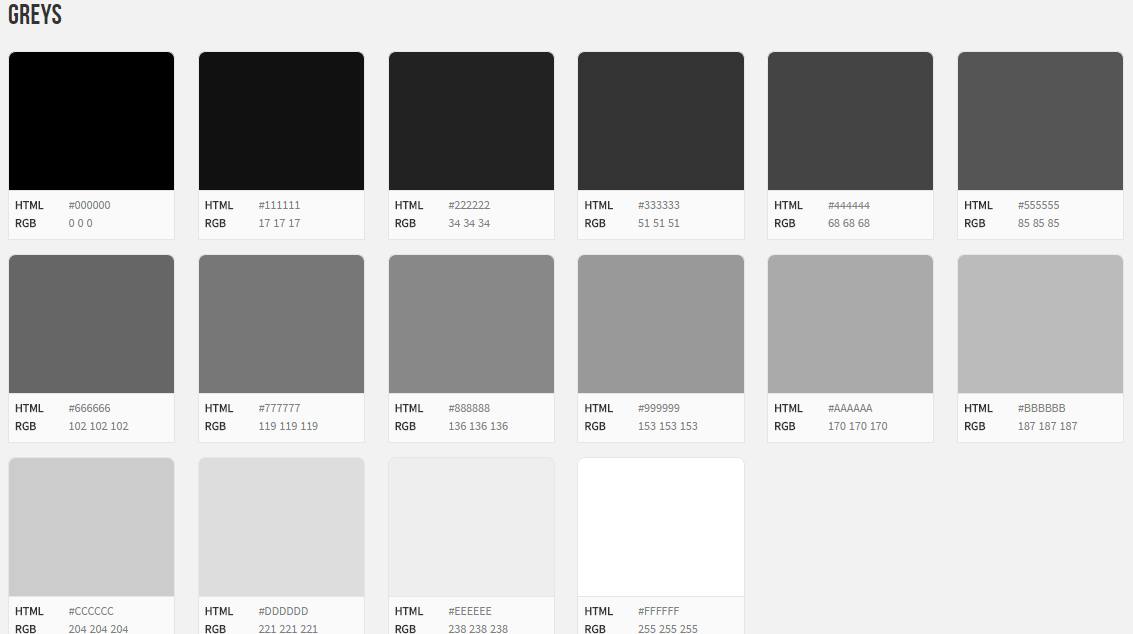 GREYS
HTML #000000
RGB 0 0 0
HTML #111111
RGB 17 17 17
HTML #222222
RGB 34 34 34
HTML #333333
RGB 51 51 51
HTML #444444
RGB 68 68 68
HTML #555555
RGB 85 85 85
HTML #666666
RGB 102 102 102
HTML #777777
RGB 119 119 119
HTML #888888
RGB 136 136 136
HTML #999999
RGB 153 153 153
HTML #AAAAAA
RGB 170 170 170
HTML #BBBBBB
RGB 187 187 187
HTML #CCCCCC
RGB 204 204 204
HTML #DDDDDD
RGB 221 221 221
HTML #EEEEEE
RGB 238 238 238
HTML #FFFFFF
RGB 255 255 255